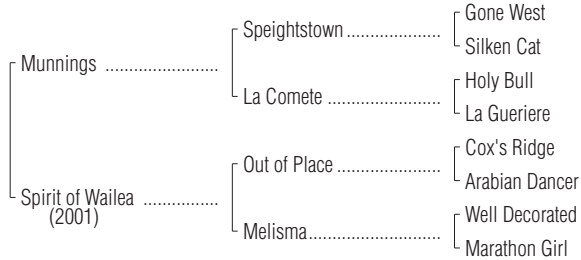 Gone West
Speightstown ....................
Silken Cat
Munnings ........................
Holy Bull
La Comete ........................
La Gueriere
Cox's Ridge
Out of Place ......................
Arabian Dancer
Spirit of Wailea ................
(2001)
Well Decorated
Melisma............................
Marathon Girl